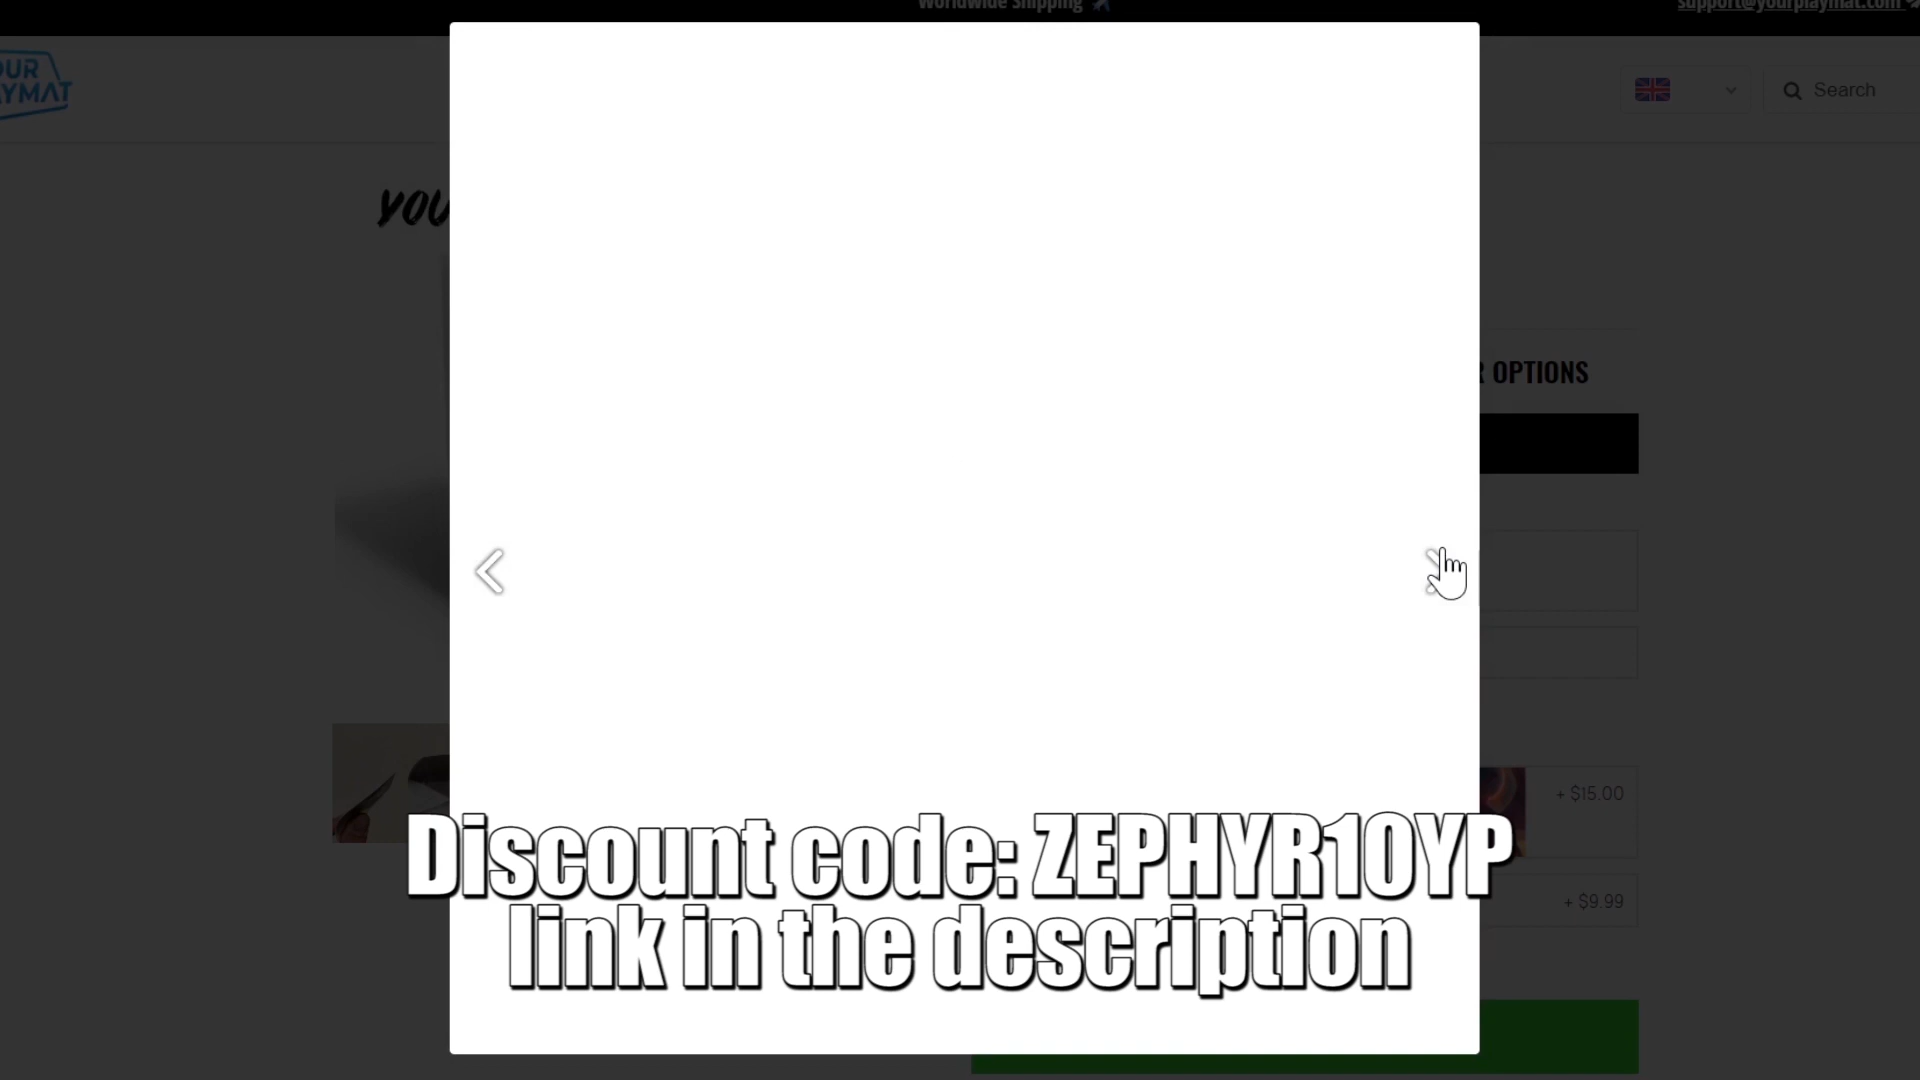 Worldwide Shipping
support@yourplaymat.com
OUR
AYMAT
Search
YOU
OPTIONS
+ $15.00
Discount code: ZEPHYR10YP
+ $9.99
link in the description